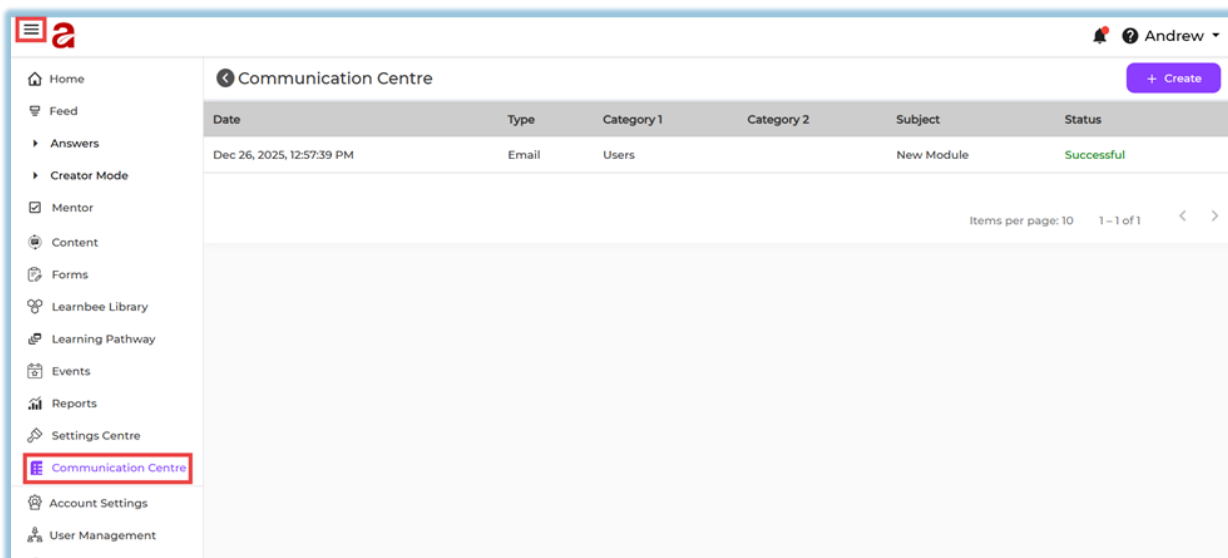 a
Andrew
Home
Feed
Answers
Creator Mode
Mentor
Content
Forms
Learnbee Library
Learning Pathway
Events
Reports
Settings Centre
Communication Centre
Account Settings
User Management
Communication Centre
+ Create
Date Type Category 1 Category 2 Subject Status
Dec 26, 2025, 12:57:39 PM Email Users New Module Successful
Items per page: 10 1 – 1 of 1